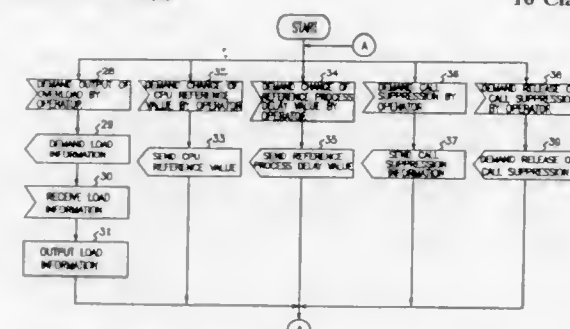 10 Cla
START
A
28
DEMAND OUTPUT OF
OVERLOAD BY
OPERATOR
32
DEMAND CHANGE OF
CPU REFERENCE
VALUE BY OPERATOR
34
DEMAND CHANGE OF
REFERENCE PROCESS
DELAY VALUE BY
OPERATOR
36
DEMAND CALL
SUPPRESSION BY
OPERATOR
38
DEMAND RELEASE O
CALL SUPPRESSION
BY OPERATOR
29
DEMAND LOAD
INFORMATION
33
SEND CPU
REFERENCE VALUE
35
SEND REFERENCE
PROCESS DELAY VALUE
37
SEND CALL
SUPPRESSION
INFORMATION
39
DEMAND RELEASE O
CALL SUPPRESSION
30
RECEIVE LOAD
INFORMATION
31
OUTPUT LOAD
INFORMATION
A